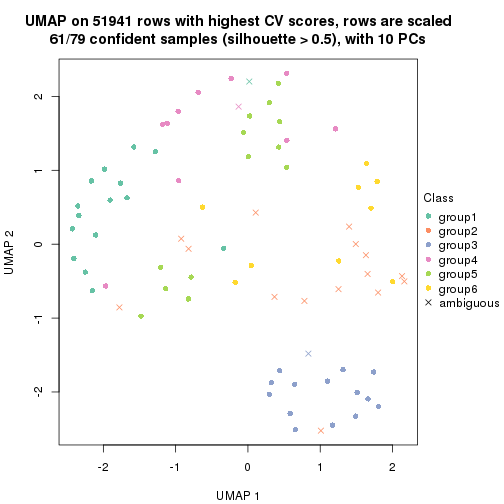 UMAP on 51941 rows with highest CV scores, rows are scaled
61/79 confident samples (silhouette > 0.5), with 10 PCs
2
1
0
-1
-2
UMAP 2
-2
-1
0
1
2
UMAP 1
Class
group1
group2
group3
group4
group5
group6
ambiguous